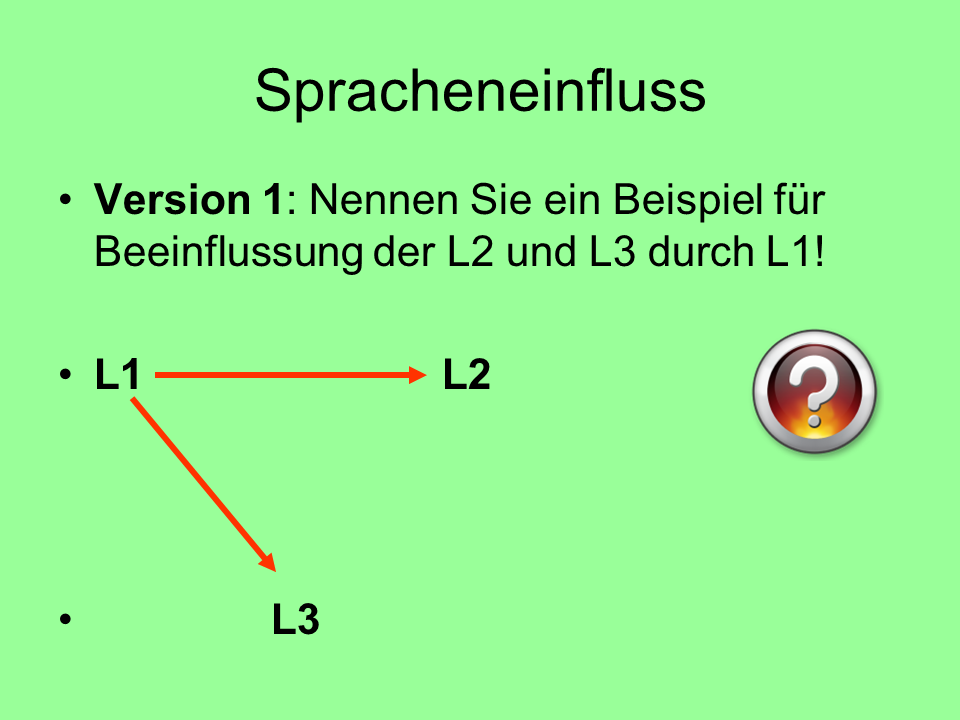 Spracheneinfluss
• Version 1: Nennen Sie ein Beispiel für
Beeinflussung der L2 und L3 durch L1!
• L1 L2
?
• L3